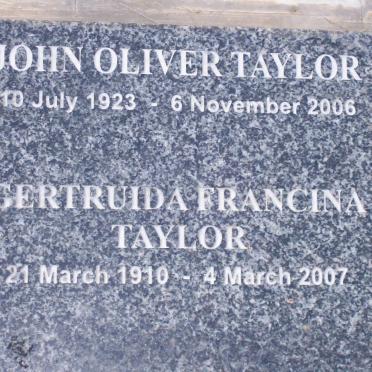 JOHN OLIVER TAYLOR
10 July 1923 - 6 November 2006
GERTRUIDA FRANCINA
TAYLOR
21 March 1910 - 4 March 2007